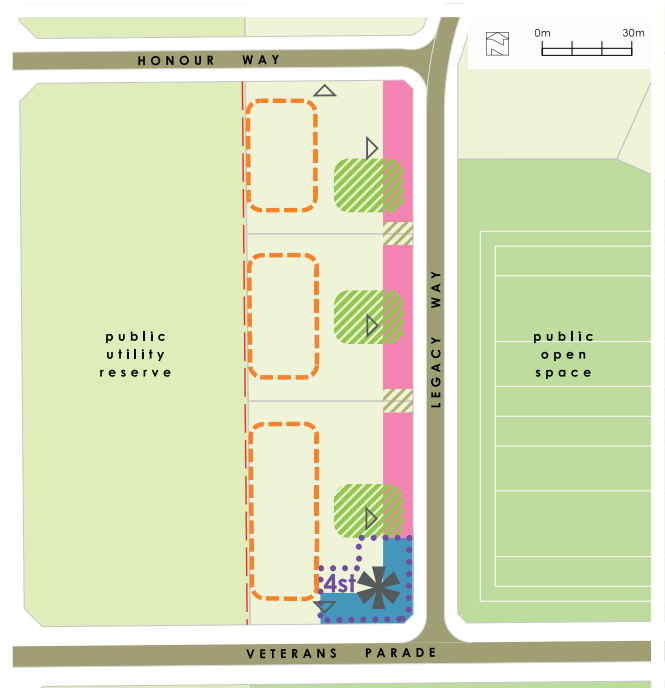 0m 30m
HONOUR WAY
LEGACY WAY
public
utility
reserve
public
open
space
4st
VETERANS PARADE